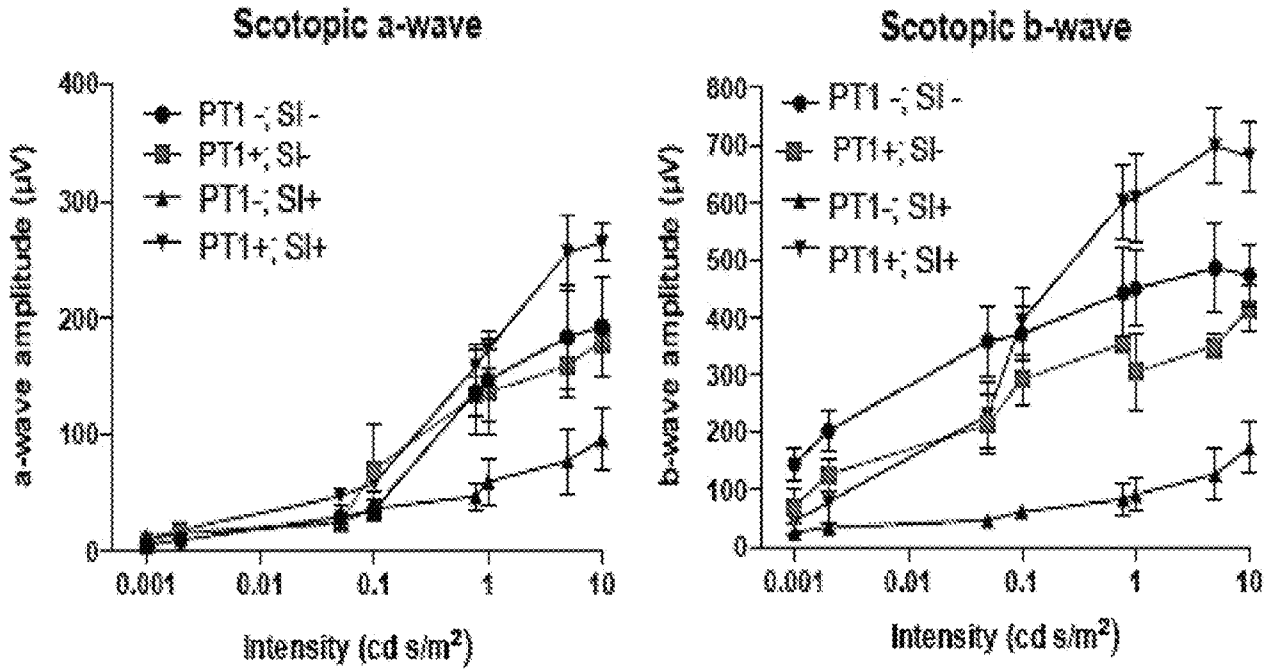 Scotopic a-wave
a-wave amplitude (µV)
400
300
200
100
0
PT1 -; SI -
PT1+; SI-
PT1-; SI+
PT1+; SI+
0.001
0.01
0.1
1
10
Intensity (cd s/m²)
Scotopic b-wave
b-wave amplitude (µV)
800
700
600
500
400
300
200
100
0
PT1 -; SI -
PT1+; SI-
PT1-; SI+
PT1+; SI+
0.001
0.01
0.1
1
10
Intensity (cd s/m²)